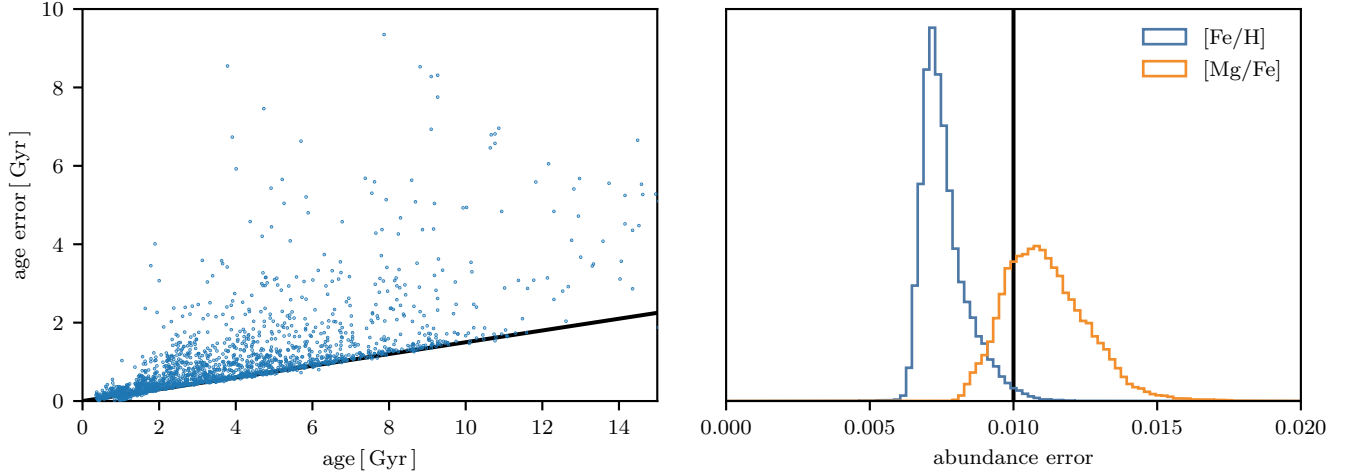 10
8
6
4
2
0
age error [ Gyr ]
0 2 4 6 8 10 12 14
age [ Gyr ]
[Fe/H]
[Mg/Fe]
0.000 0.005 0.010 0.015 0.020
abundance error